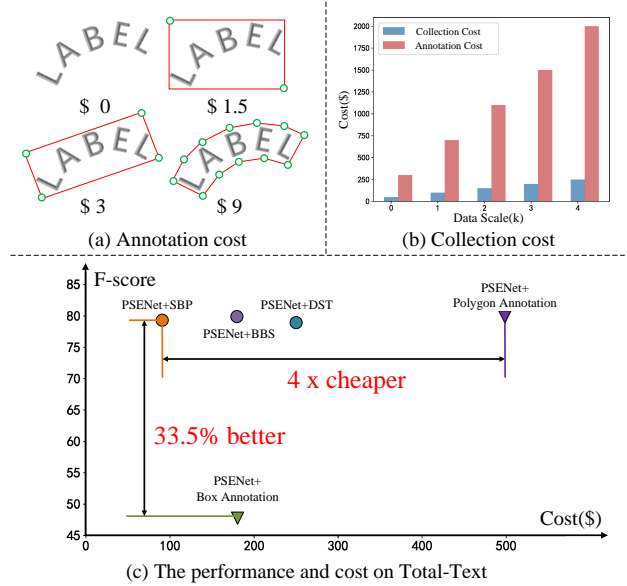 LABEL
$ 0
LABEL
$ 1.5
LABEL
$ 3
LABEL
$ 9
(a) Annotation cost
Collection Cost
Annotation Cost
Cost($)
2000
1750
1500
1250
1000
750
500
250
0
0 1 2 3 4
Data Scale(k)
(b) Collection cost
F-score
85
80
75
70
65
60
55
50
45
PSENet+SBP
PSENet+BBS
PSENet+DST
PSENet+
Polygon Annotation
4 x cheaper
33.5% better
PSENet+
Box Annotation
Cost($)
0 100 200 300 400 500
(c) The performance and cost on Total-Text